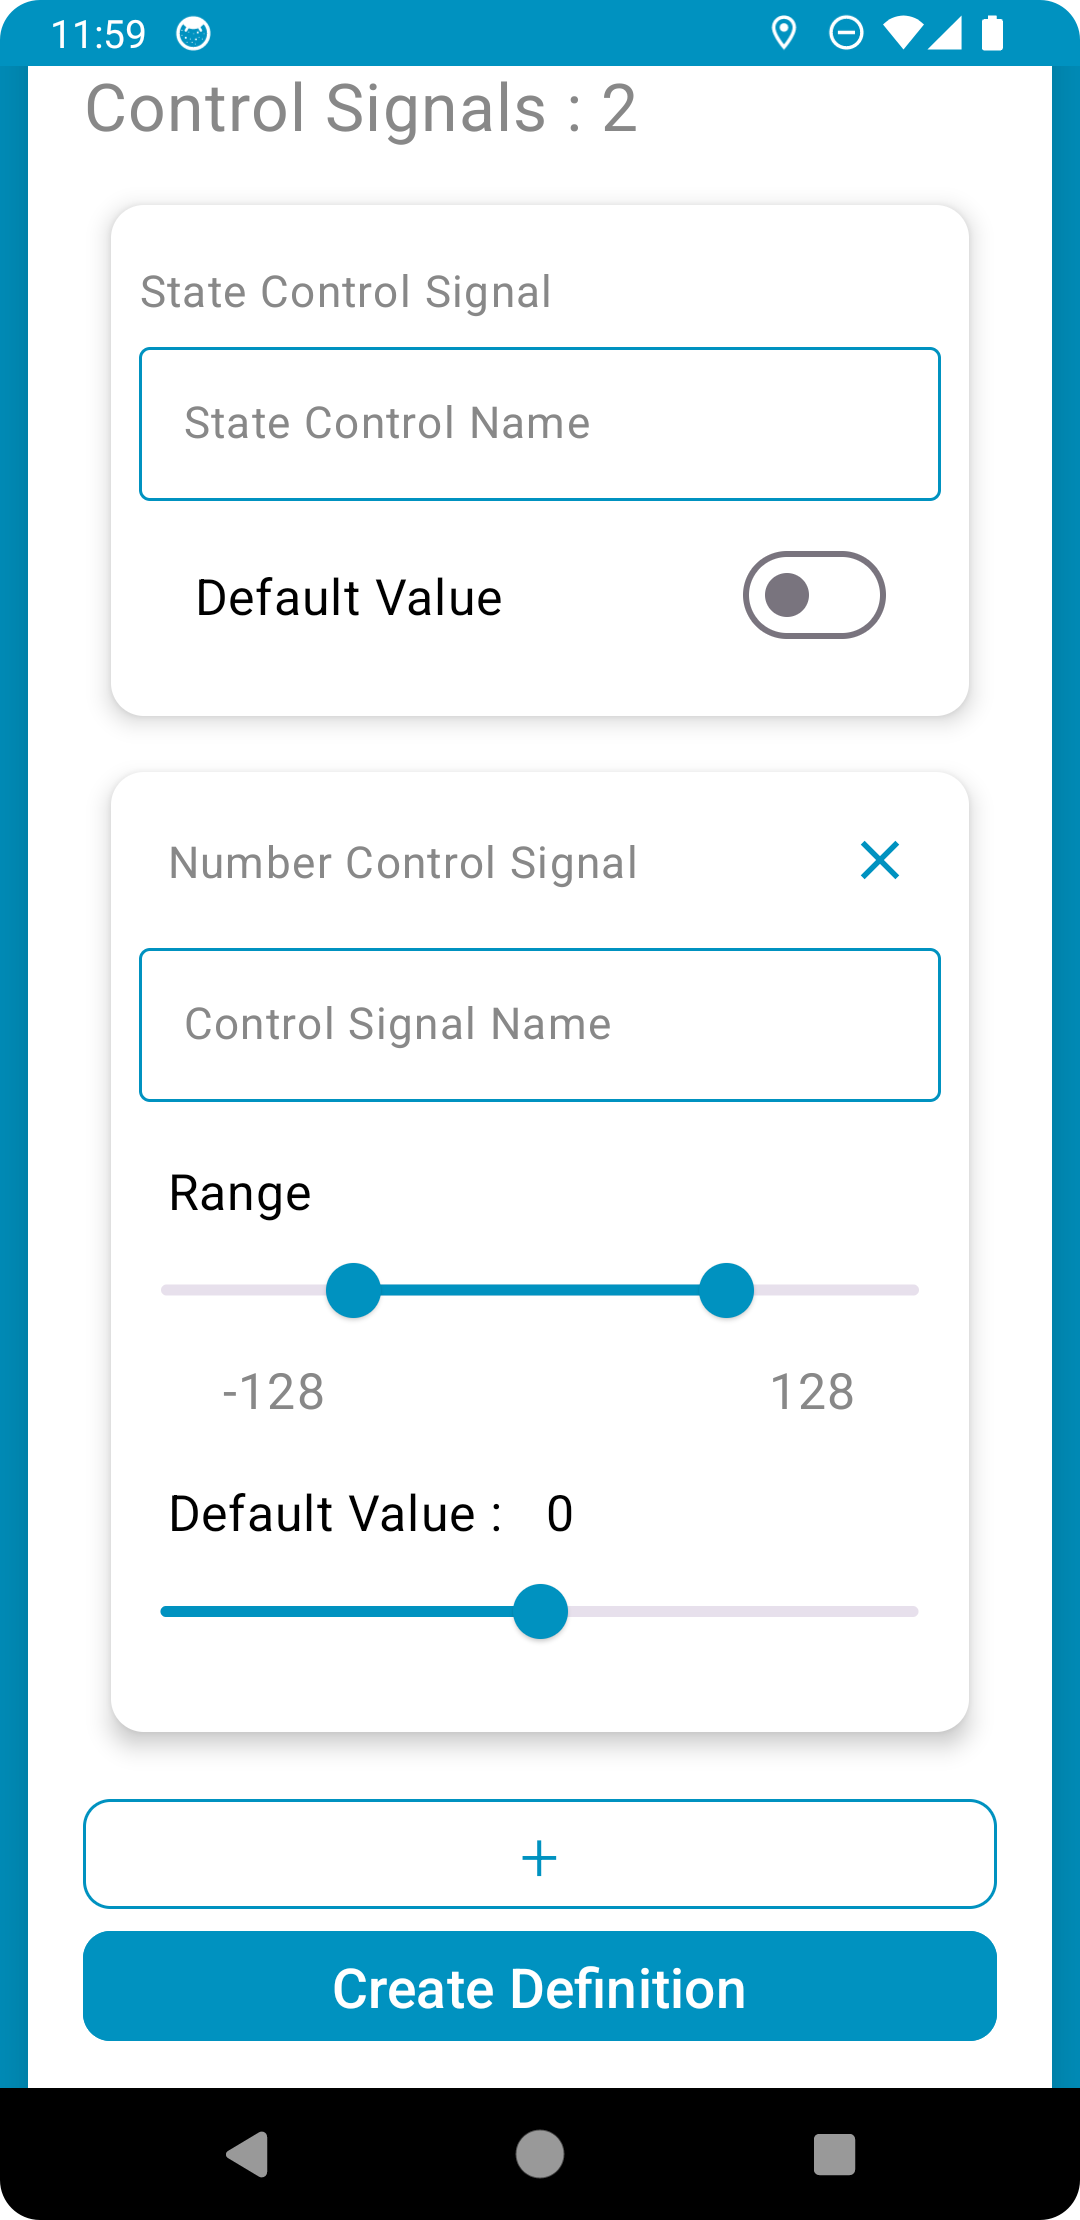 11:59
Control Signals : 2
State Control Signal
State Control Name
Default Value
Number Control Signal
Control Signal Name
Range
-128 128
Default Value : 0
+
Create Definition